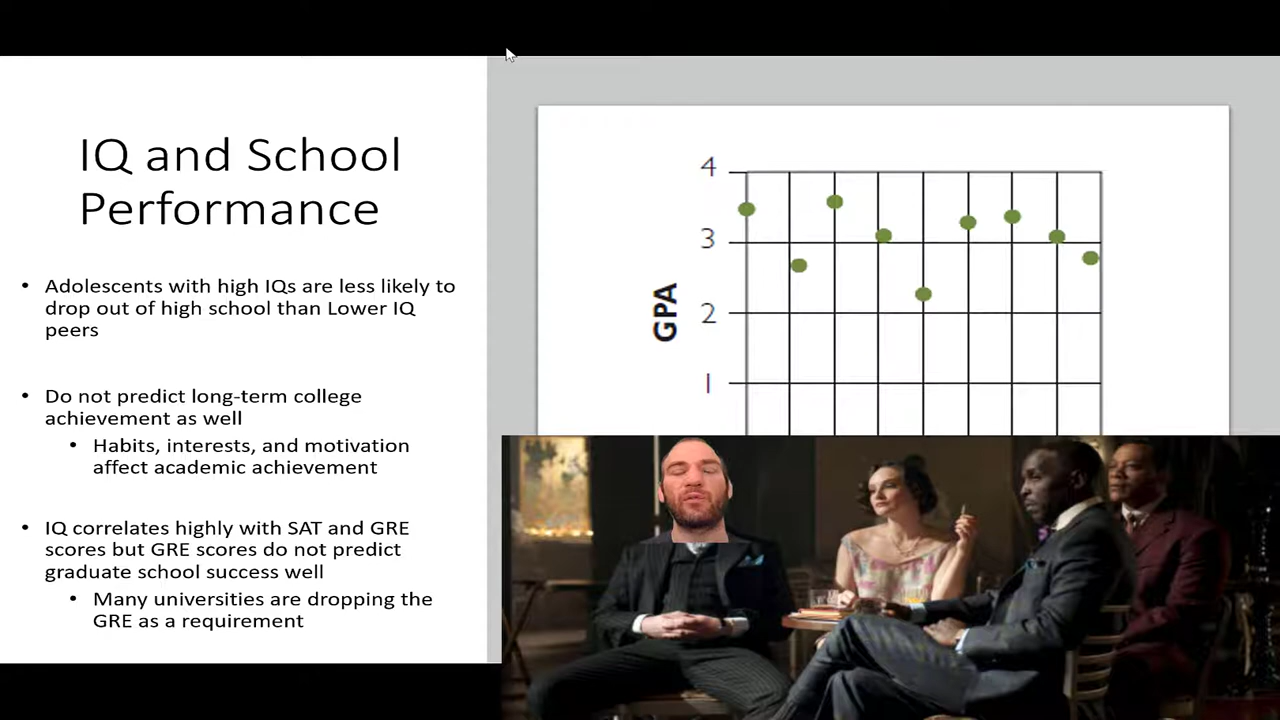 IQ and School
Performance
• Adolescents with high IQs are less likely to
drop out of high school than Lower IQ
peers
• Do not predict long-term college
achievement as well
• Habits, interests, and motivation
affect academic achievement
• IQ correlates highly with SAT and GRE
scores but GRE scores do not predict
graduate school success well
• Many universities are dropping the
GRE as a requirement
4
3
2
1
GPA